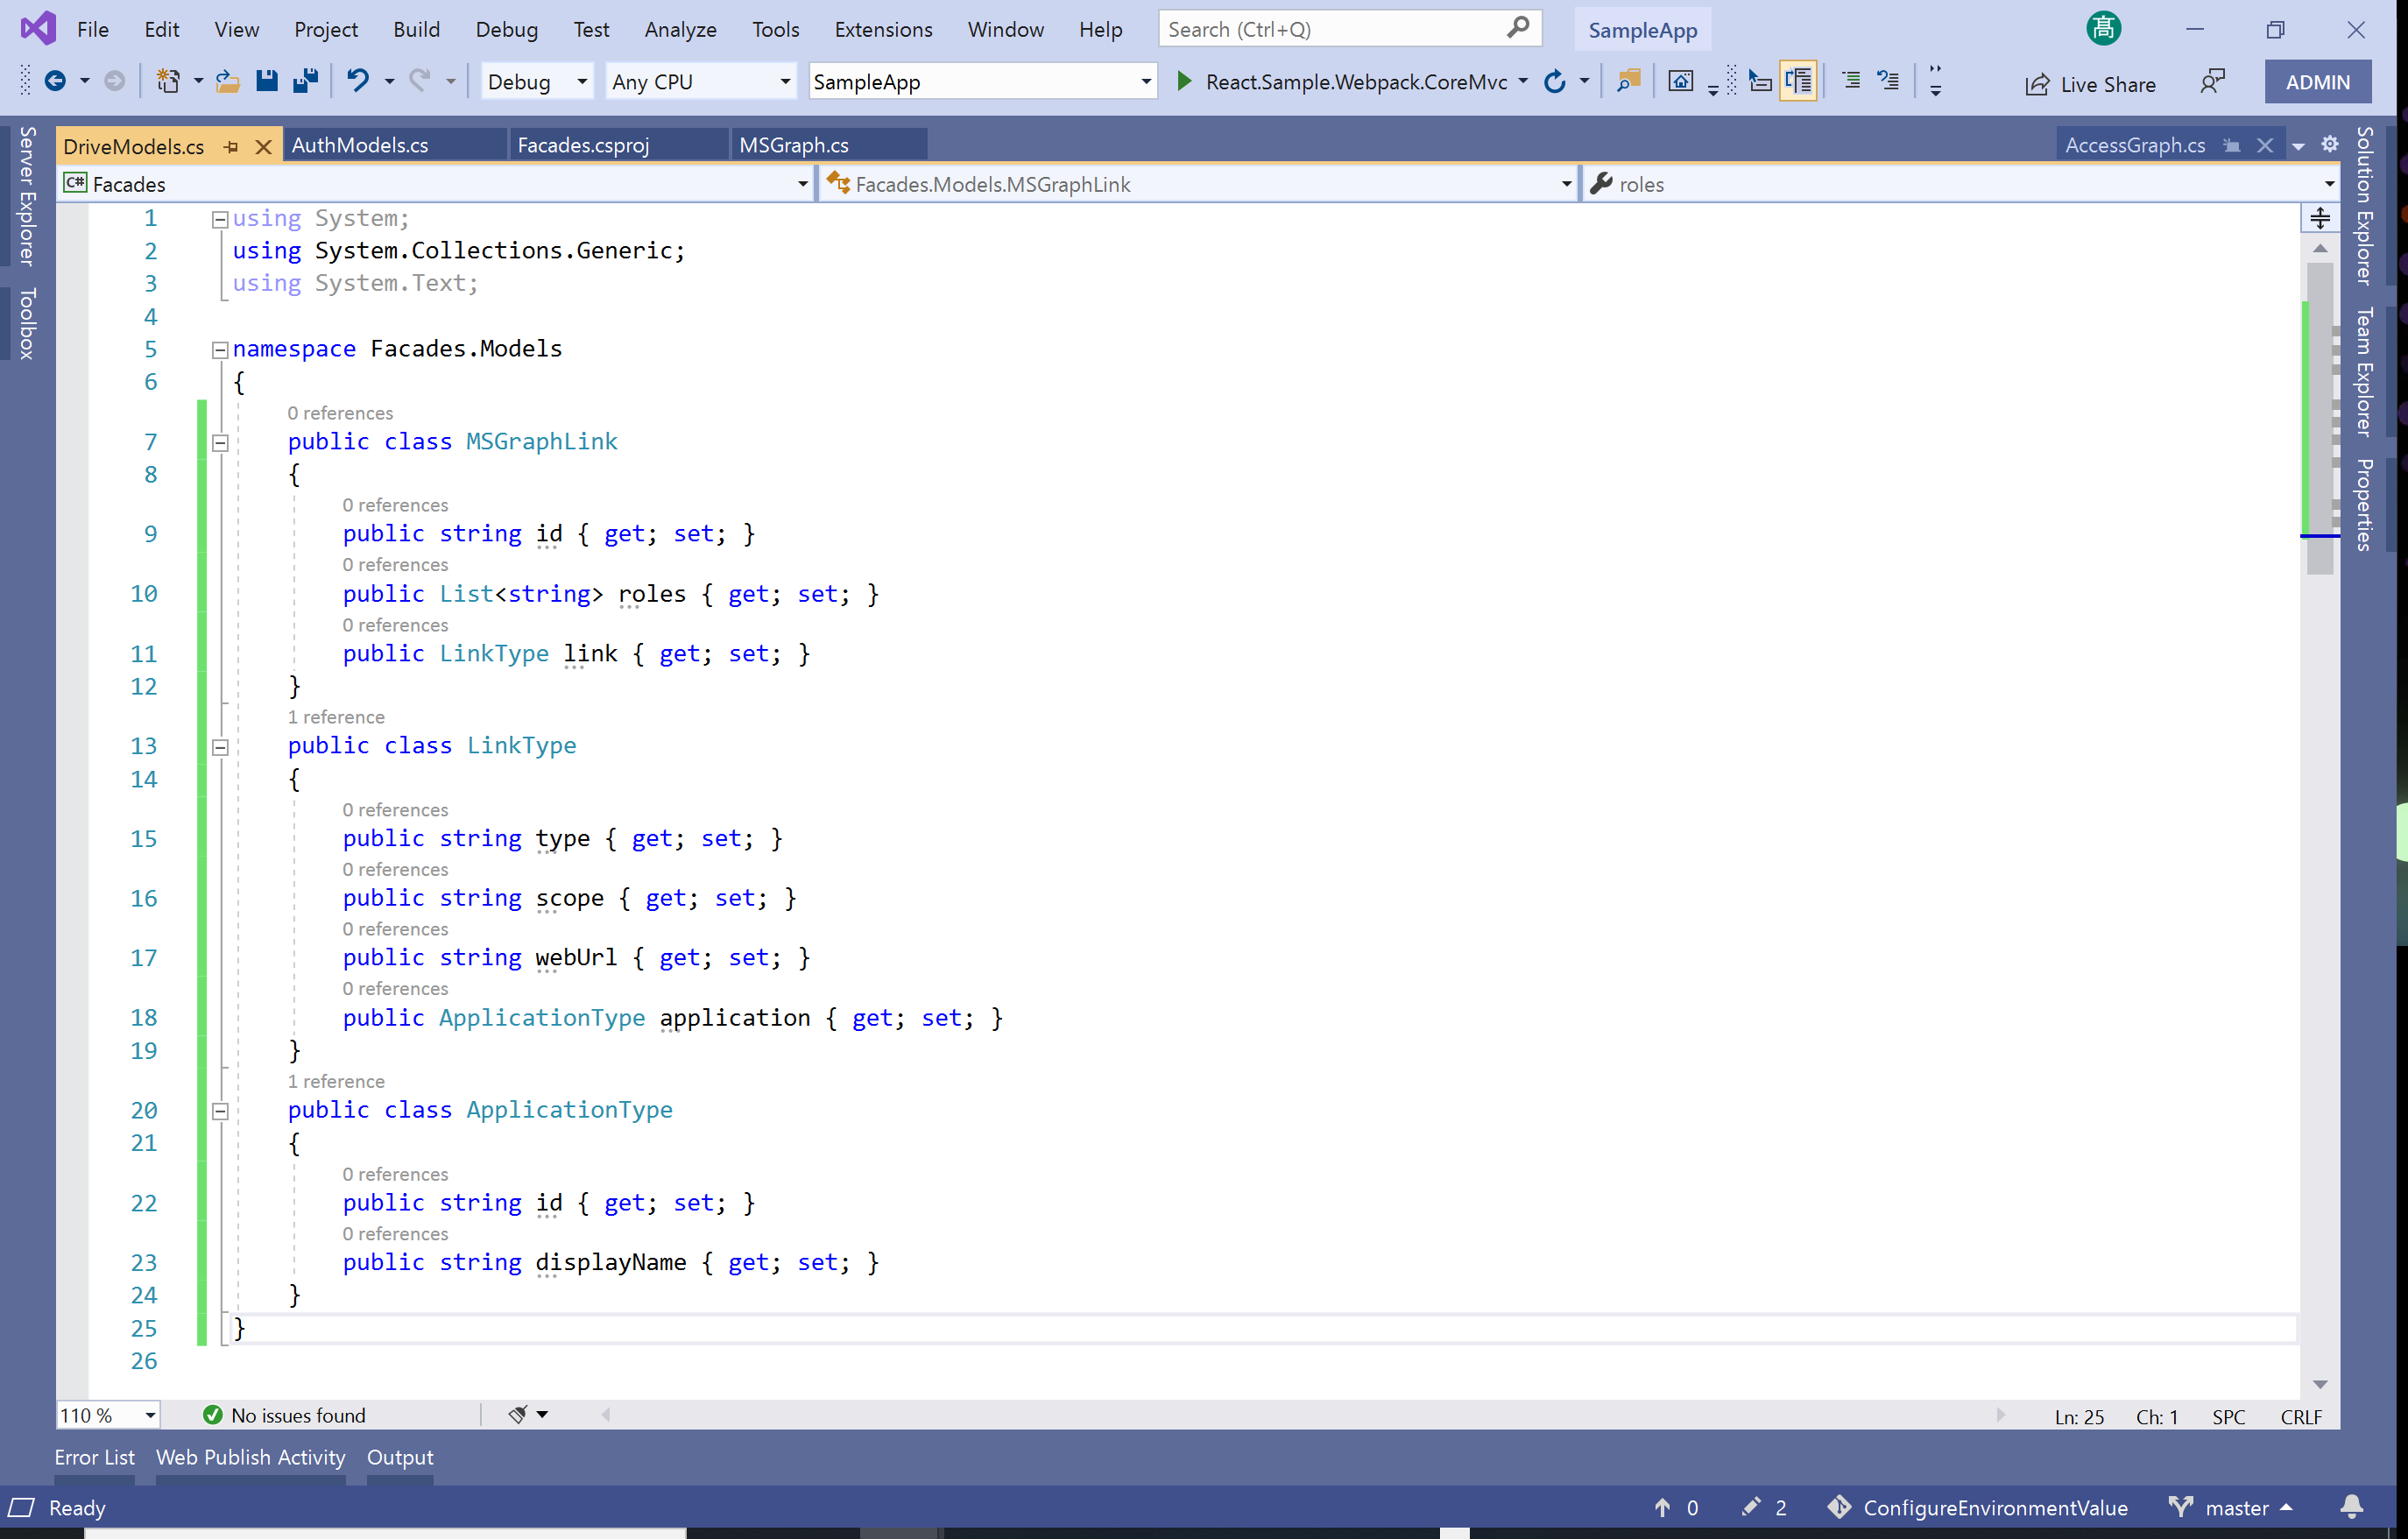 File Edit View Project Build Debug Test Analyze Tools Extensions Window Help Search (Ctrl+Q) SampleApp 髙
Debug Any CPU SampleApp React.Sample.Webpack.CoreMvc Live Share ADMIN
Server Explorer
Toolbox
DriveModels.cs AuthModels.cs Facades.csproj MSGraph.cs AccessGraph.cs
C# Facades Facades.Models.MSGraphLink roles
1 using System;
2 using System.Collections.Generic;
3 using System.Text;
4
5 namespace Facades.Models
6 {
0 references
7 public class MSGraphLink
8 {
0 references
9 public string id { get; set; }
0 references
10 public List<string> roles { get; set; }
0 references
11 public LinkType link { get; set; }
12 }
1 reference
13 public class LinkType
14 {
0 references
15 public string type { get; set; }
0 references
16 public string scope { get; set; }
0 references
17 public string webUrl { get; set; }
0 references
18 public ApplicationType application { get; set; }
19 }
1 reference
20 public class ApplicationType
21 {
0 references
22 public string id { get; set; }
0 references
23 public string displayName { get; set; }
24 }
25 }
26
Solution Explorer
Team Explorer
Properties
110 % No issues found Ln: 25 Ch: 1 SPC CRLF
Error List Web Publish Activity Output
Ready 0 2 ConfigureEnvironmentValue master